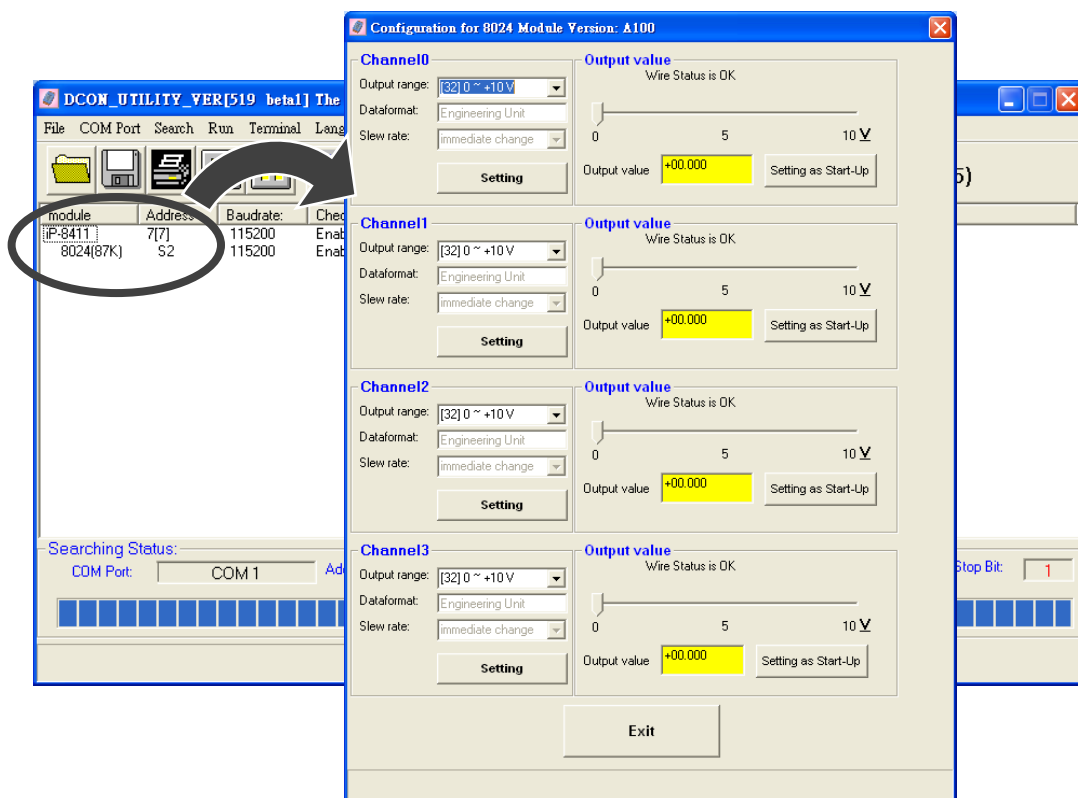 Configuration for 8024 Module Version: A100
Channel0
Output range: [32] 0 ~ +10 V
Dataformat: Engineering Unit
Slew rate: immediate change
Setting
Output value
Wire Status is OK
0 5 10 V
Output value +00.000 Setting as Start-Up
Channel1
Output range: [32] 0 ~ +10 V
Dataformat: Engineering Unit
Slew rate: immediate change
Setting
Output value
Wire Status is OK
0 5 10 V
Output value +00.000 Setting as Start-Up
Channel2
Output range: [32] 0 ~ +10 V
Dataformat: Engineering Unit
Slew rate: immediate change
Setting
Output value
Wire Status is OK
0 5 10 V
Output value +00.000 Setting as Start-Up
Channel3
Output range: [32] 0 ~ +10 V
Dataformat: Engineering Unit
Slew rate: immediate change
Setting
Output value
Wire Status is OK
0 5 10 V
Output value +00.000 Setting as Start-Up
Exit
DCON_UTILITY_VER[519 beta1] The
File COM Port Search Run Terminal Lang
5)
module Address Baudrate: Chec
iP-8411 7[7] 115200 Enab
8024(87K) S2 115200 Enab
Searching Status:
COM Port: COM 1 Add
Stop Bit: 1